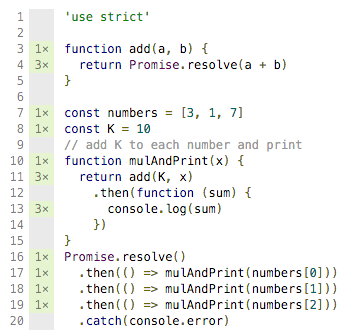 1 'use strict'
2
3 1× function add(a, b) {
4 3×   return Promise.resolve(a + b)
5 }
6
7 1× const numbers = [3, 1, 7]
8 1× const K = 10
9 // add K to each number and print
10 1× function mulAndPrint(x) {
11 3×   return add(K, x)
12     .then(function (sum) {
13 3×       console.log(sum)
14     })
15 }
16 1× Promise.resolve()
17 1×   .then(() => mulAndPrint(numbers[0]))
18 1×   .then(() => mulAndPrint(numbers[1]))
19 1×   .then(() => mulAndPrint(numbers[2]))
20   .catch(console.error)